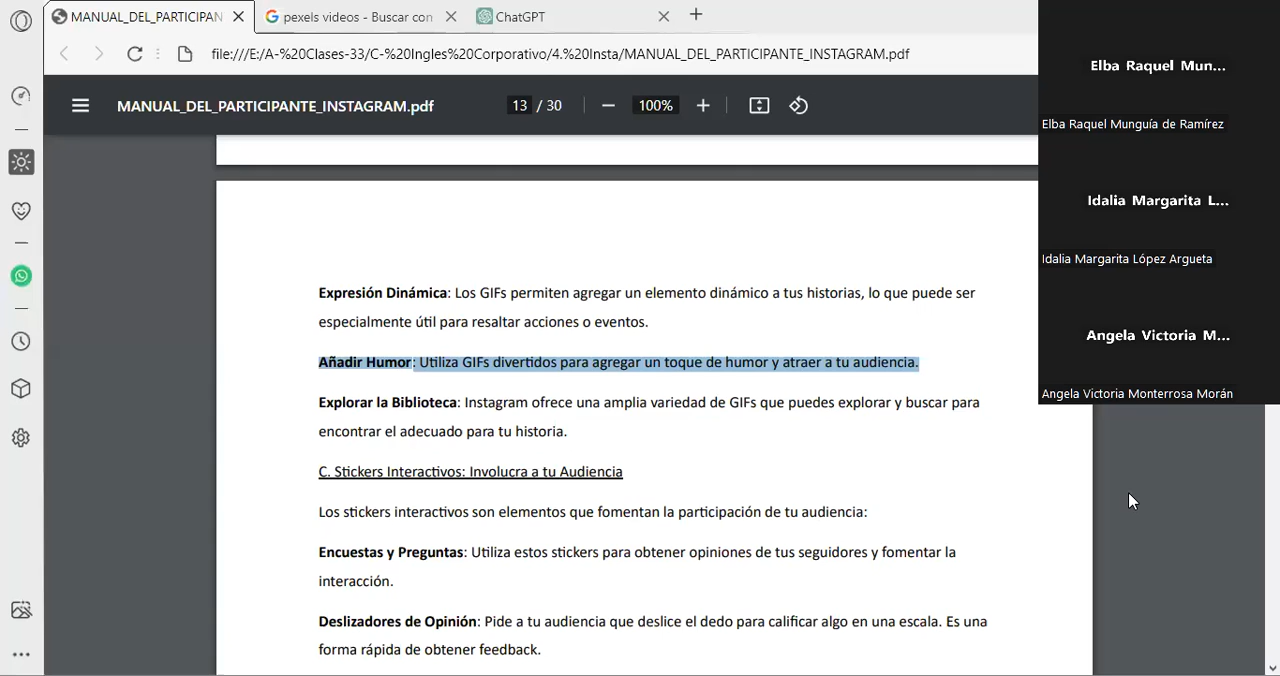 MANUAL_DEL_PARTICIPAN
pexels videos - Buscar con
ChatGPT
file:///E:/A-%20Clases-33/C-%20Ingles%20Corporativo/4.%20Insta/MANUAL_DEL_PARTICIPANTE_INSTAGRAM.pdf
MANUAL_DEL_PARTICIPANTE_INSTAGRAM.pdf
13 / 30
100%
Elba Raquel Mun...
Elba Raquel Munguía de Ramírez
Idalia Margarita L...
Idalia Margarita López Argueta
Angela Victoria M...
Angela Victoria Monterrosa Morán
Expresión Dinámica: Los GIFs permiten agregar un elemento dinámico a tus historias, lo que puede ser
especialmente útil para resaltar acciones o eventos.
Añadir Humor: Utiliza GIFs divertidos para agregar un toque de humor y atraer a tu audiencia.
Explorar la Biblioteca: Instagram ofrece una amplia variedad de GIFs que puedes explorar y buscar para
encontrar el adecuado para tu historia.
C. Stickers Interactivos: Involucra a tu Audiencia
Los stickers interactivos son elementos que fomentan la participación de tu audiencia:
Encuestas y Preguntas: Utiliza estos stickers para obtener opiniones de tus seguidores y fomentar la
interacción.
Deslizadores de Opinión: Pide a tu audiencia que deslice el dedo para calificar algo en una escala. Es una
forma rápida de obtener feedback.